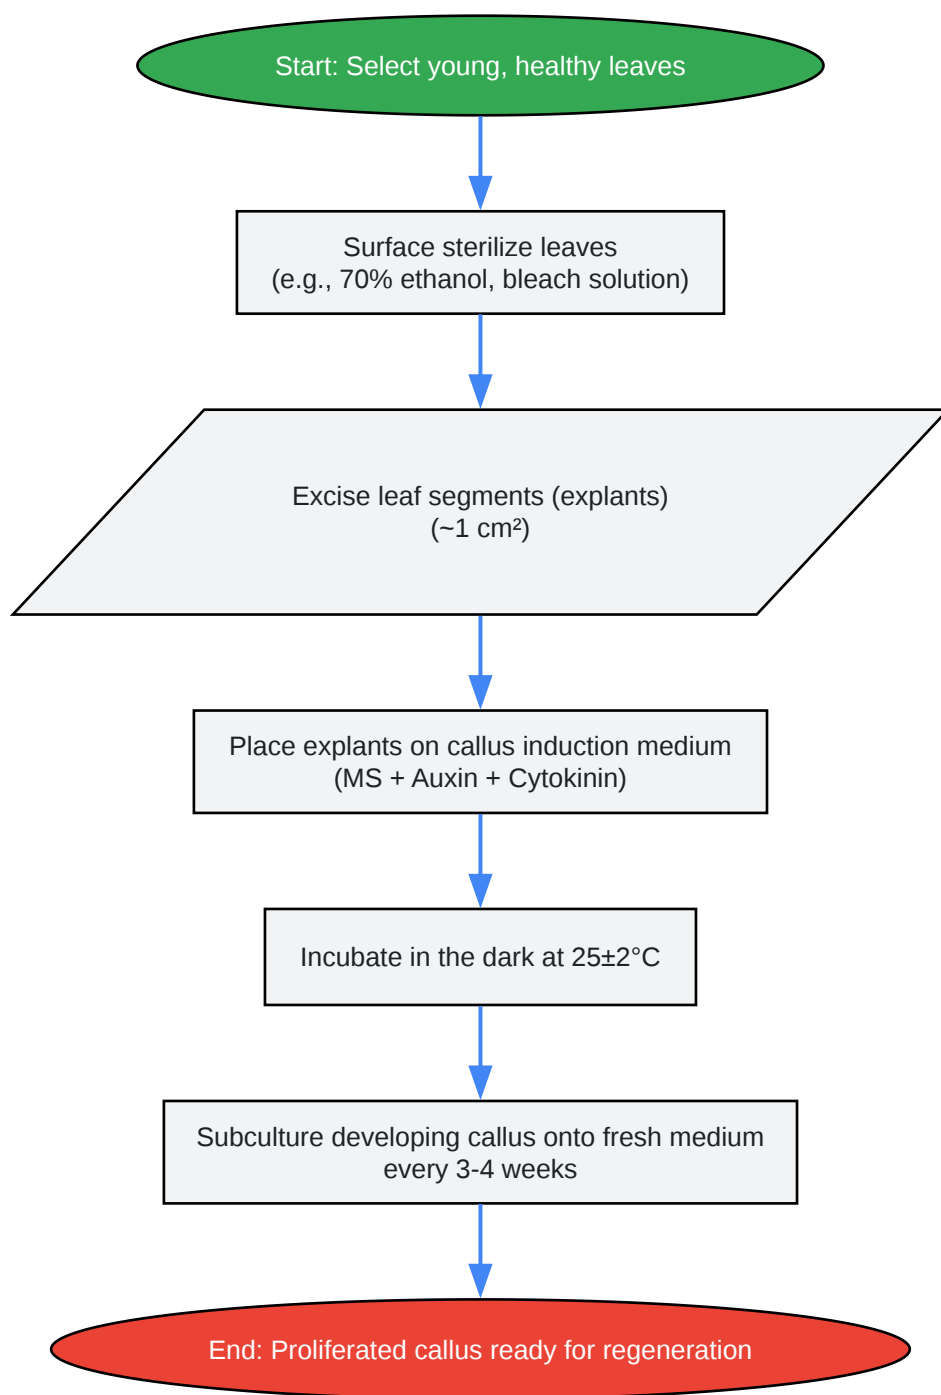 Start: Select young, healthy leaves
Surface sterilize leaves
(e.g., 70% ethanol, bleach solution)
Excise leaf segments (explants)
(~1 cm²)
Place explants on callus induction medium
(MS + Auxin + Cytokinin)
Incubate in the dark at 25±2°C
Subculture developing callus onto fresh medium
every 3-4 weeks
End: Proliferated callus ready for regeneration